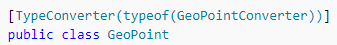 [TypeConverter(typeof(GeoPointConverter))]
public class GeoPoint